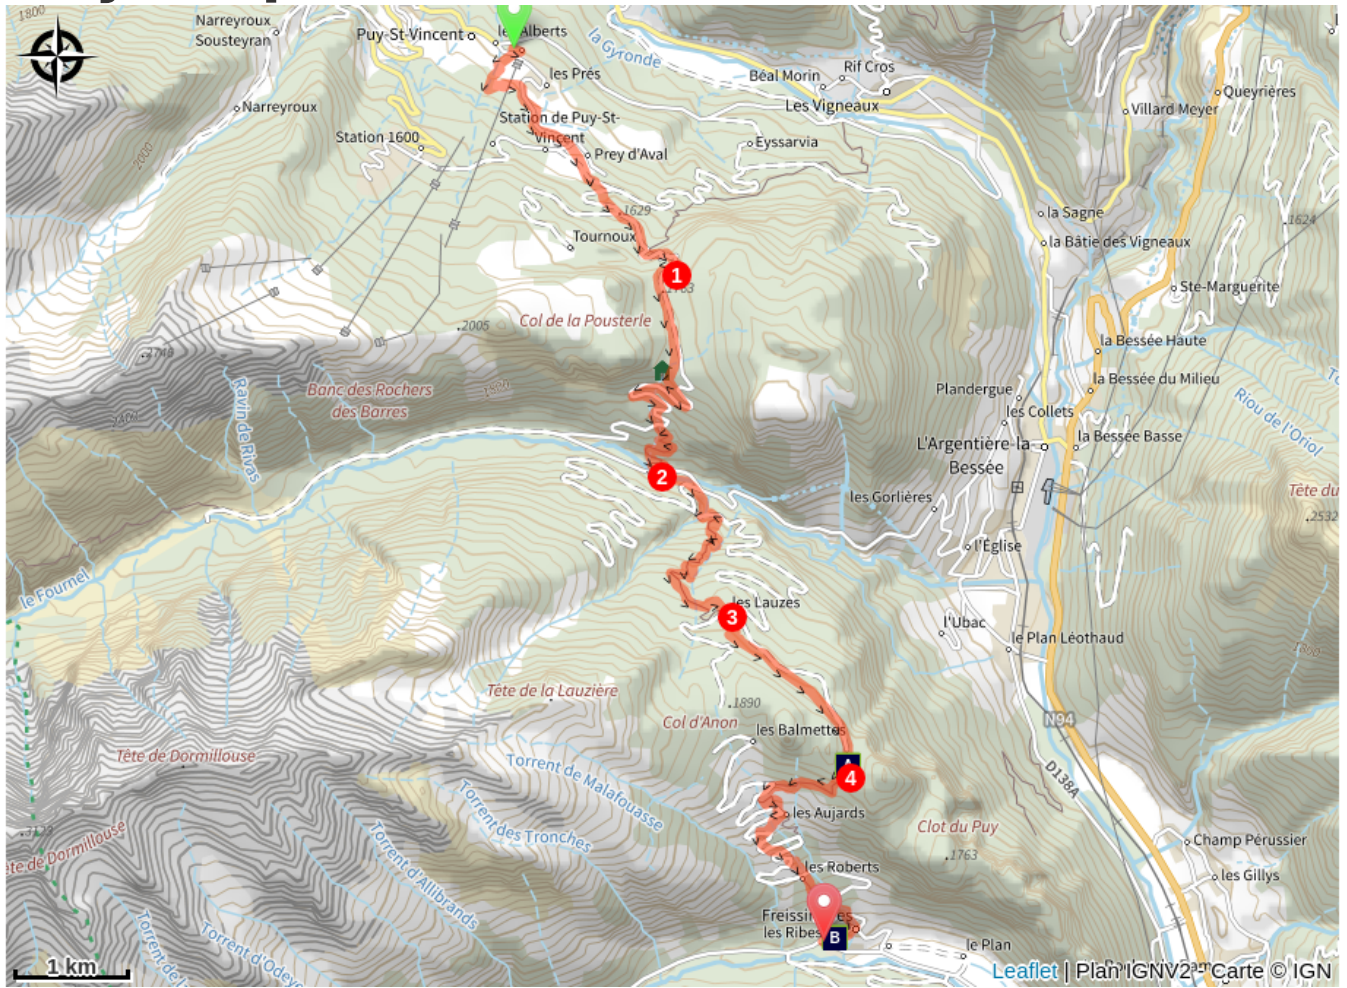 1800
Narreyroux
Sousteyran
Puy-St-Vincent
les Alberts
la Gyronde
les Prés
Béal Morin
Rif Cros
Queyrières
Narreyroux
Les Vigneaux
Villard Meyer
Station de Puy-St-
Vincent
Station 1600
Eyssarvia
2000
Prey d'Aval
1629
la Sagne
1624
Tournoux
la Bâtie des Vigneaux
1
Ste-Marguerite
Col de la Pousterle
2005
la Bessée Haute
2740
Banc des Rochers
des Barres
1800
Ravin de Rivas
Plandergue
la Bessée du Milieu
les Collets
Riou de l'Oriol
L'Argentière-la-
Bessée
la Bessée Basse
2
les Gorlières
Tête du
2532
l'Église
le Fournel
les Lauzes
3
l'Ubac
le Plan Léothaud
1800
Tête de la Lauzière
1890
Col d'Anon
N94
les Balmettes
Tête de Dormillouse
Torrent de Malafouasse
A
4
D138A
Torrent des Tronches
les Aujards
Clot du Puy
3129
Tête de Dormillouse
Torrent d'Allibrands
1763
Champ Pérussier
les Roberts
les Gillys
Freissinières
les Ribes
B
le Plan
1 km
Leaflet | Plan IGNV2 - Carte © IGN